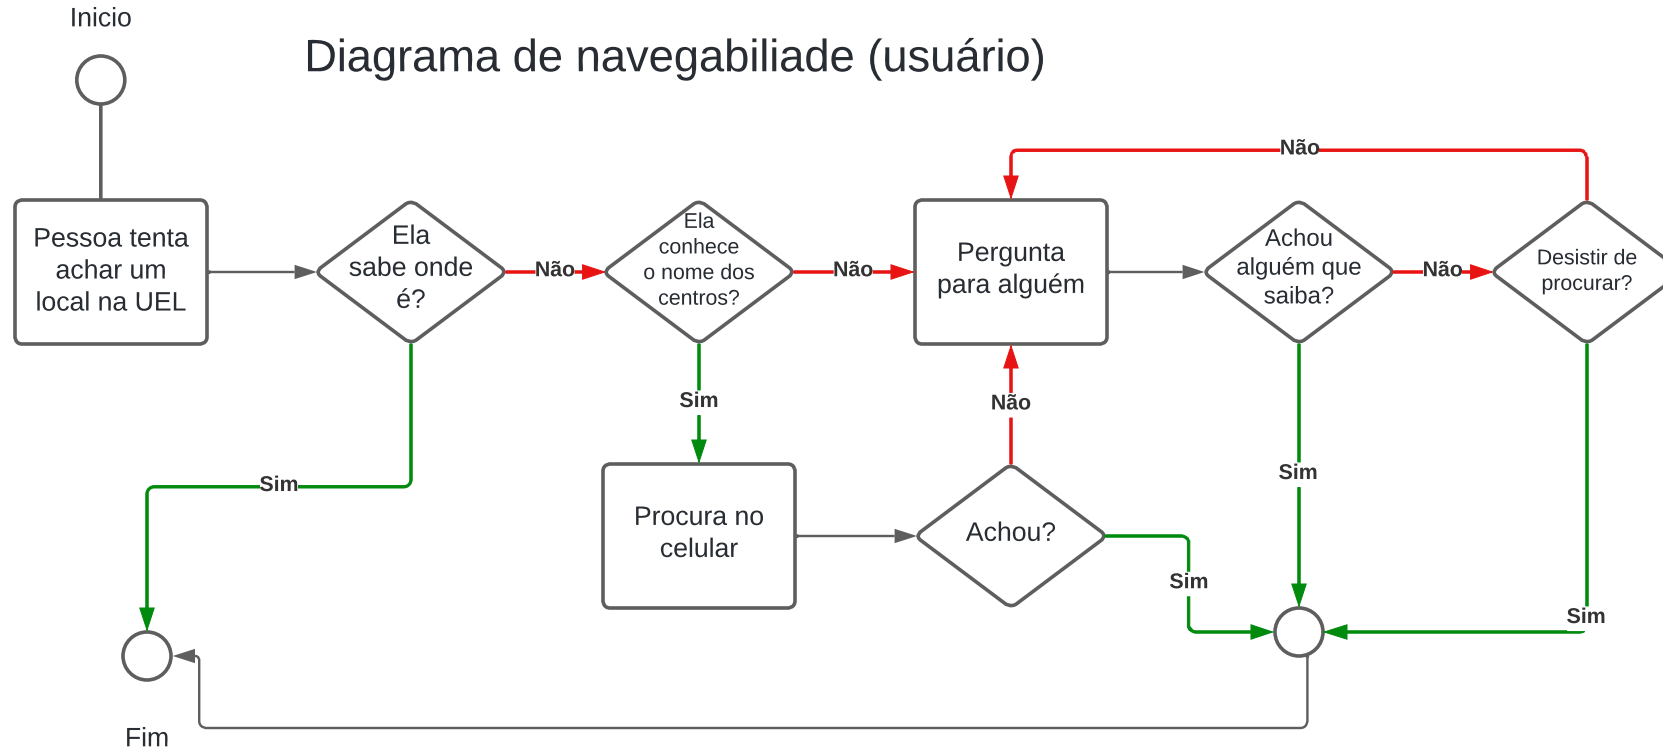 Inicio
Diagrama de navegabiliade (usuário)
Não
Pessoa tenta
achar um
local na UEL
Ela
sabe onde
é?
Não
Ela
conhece
o nome dos
centros?
Não
Pergunta
para alguém
Achou
alguém que
saiba?
Não
Desistir de
procurar?
Sim
Não
Sim
Sim
Procura no
celular
Achou?
Sim
Sim
Fim